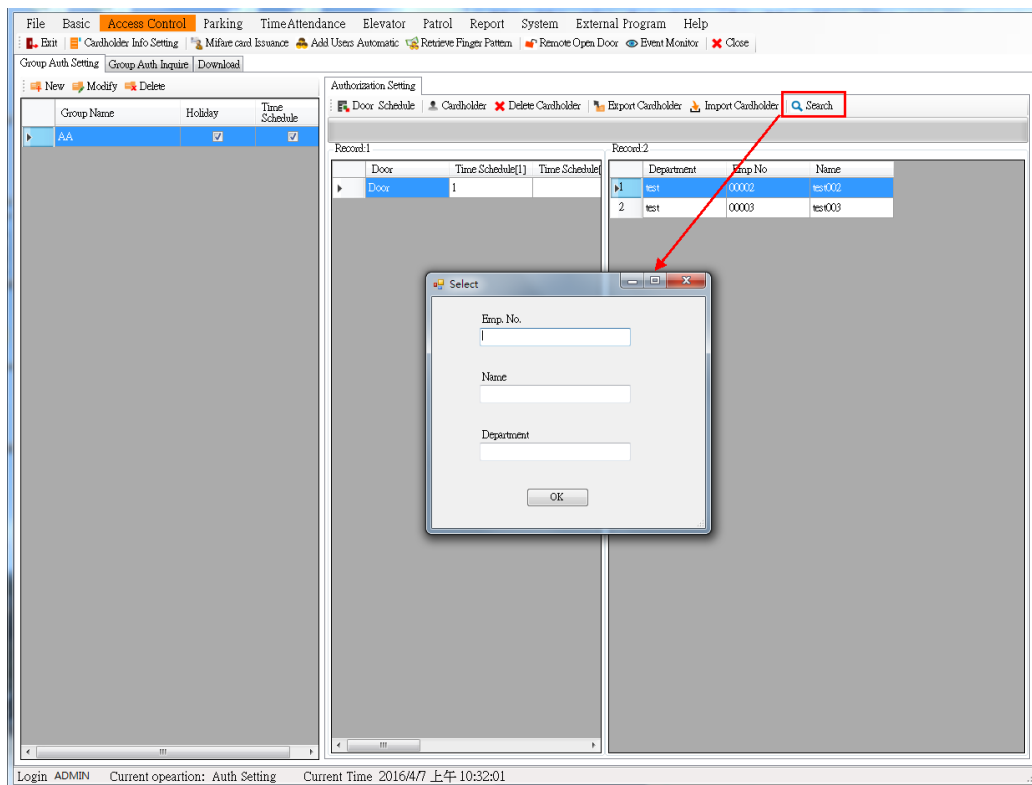 File Basic Access Control Parking TimeAttendance Elevator Patrol Report System External Program Help
Exit Cardholder Info Setting Mifare card Issuance Add Users Automatic Retrieve Finger Pattern Remote Open Door Event Monitor Close
Group Auth Setting Group Auth Inquire Download
New Modify Delete
Group Name Holiday Time Schedule
AA
Authorization Setting
Door Schedule Cardholder Delete Cardholder Export Cardholder Import Cardholder Search
Record:1
Door Time Schedule[1] Time Schedule[
Door 1
Record:2
Department Emp No Name
1 test 00002 test002
2 test 00003 test003
Select
Emp. No.
Name
Department
OK
Login ADMIN Current opeartion: Auth Setting Current Time 2016/4/7 上午 10:32:01